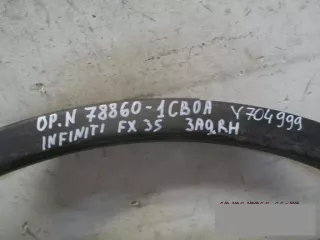 OP.N 78860-1CB0A Y704999
INFINITI FX 35 ЗАД RH